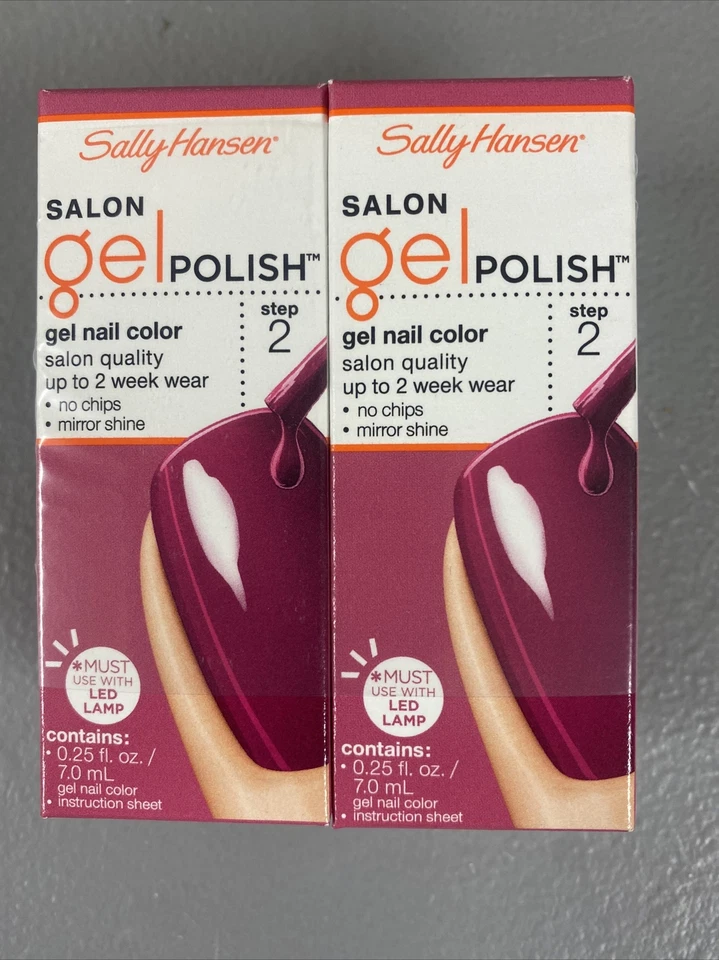 Sally Hansen®
SALON
gel POLISH™
gel nail color
salon quality
up to 2 week wear
• no chips
• mirror shine
step
2
*MUST
USE WITH
LED
LAMP
contains:
• 0.25 fl. oz. /
7.0 mL
gel nail color
• instruction sheet
Sally Hansen®
SALON
gel POLISH™
gel nail color
salon quality
up to 2 week wear
• no chips
• mirror shine
step
2
*MUST
USE WITH
LED
LAMP
contains:
• 0.25 fl. oz. /
7.0 mL
gel nail color
• instruction sheet